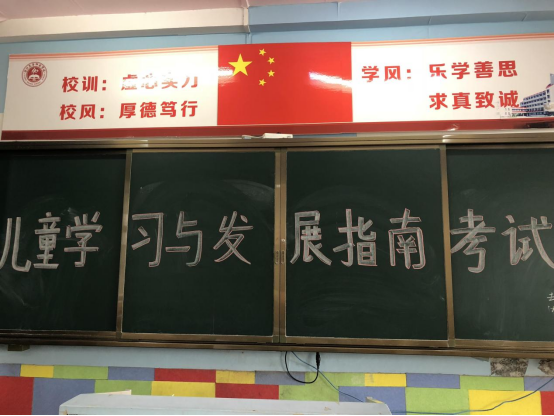 校训：虚心实力
校风：厚德笃行
学风：乐学善思
求真致诚
儿童学习与发展指南考试